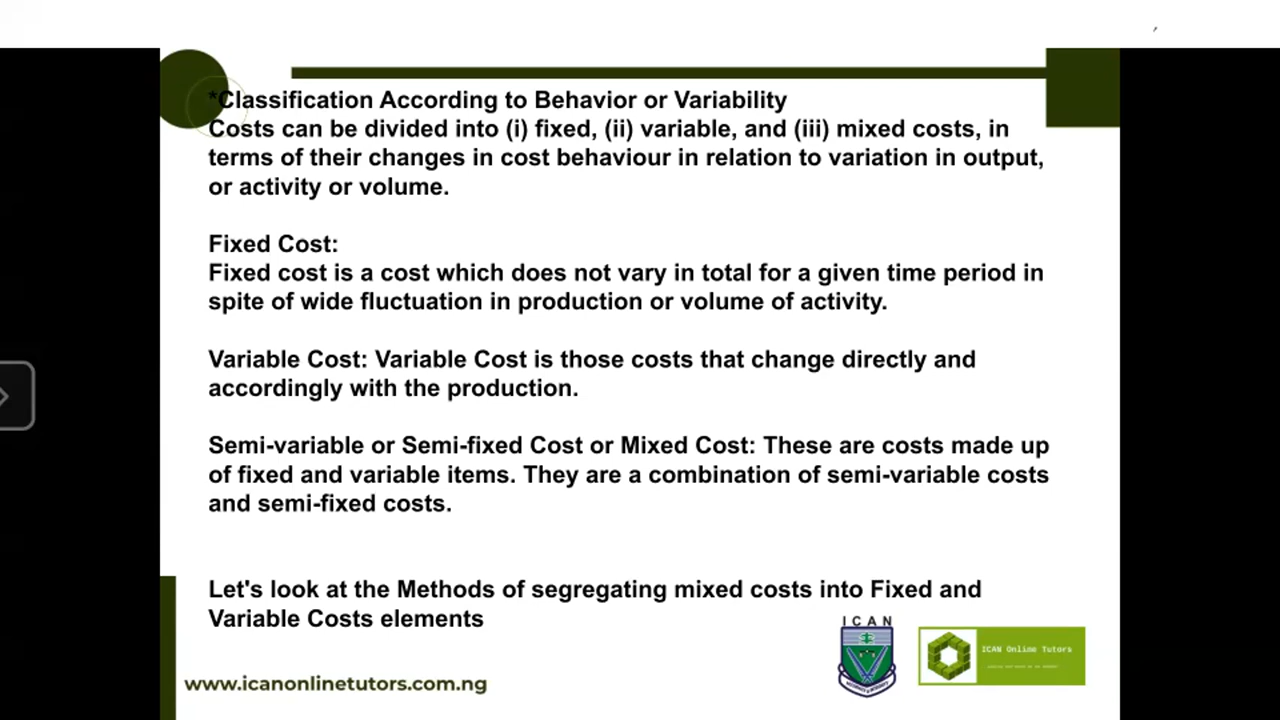 *Classification According to Behavior or Variability
Costs can be divided into (i) fixed, (ii) variable, and (iii) mixed costs, in
terms of their changes in cost behaviour in relation to variation in output,
or activity or volume.
Fixed Cost:
Fixed cost is a cost which does not vary in total for a given time period in
spite of wide fluctuation in production or volume of activity.
Variable Cost: Variable Cost is those costs that change directly and
accordingly with the production.
Semi-variable or Semi-fixed Cost or Mixed Cost: These are costs made up
of fixed and variable items. They are a combination of semi-variable costs
and semi-fixed costs.
Let's look at the Methods of segregating mixed costs into Fixed and
Variable Costs elements
I C A N
ICAN Online Tutors
www.icanonlinetutors.com.ng